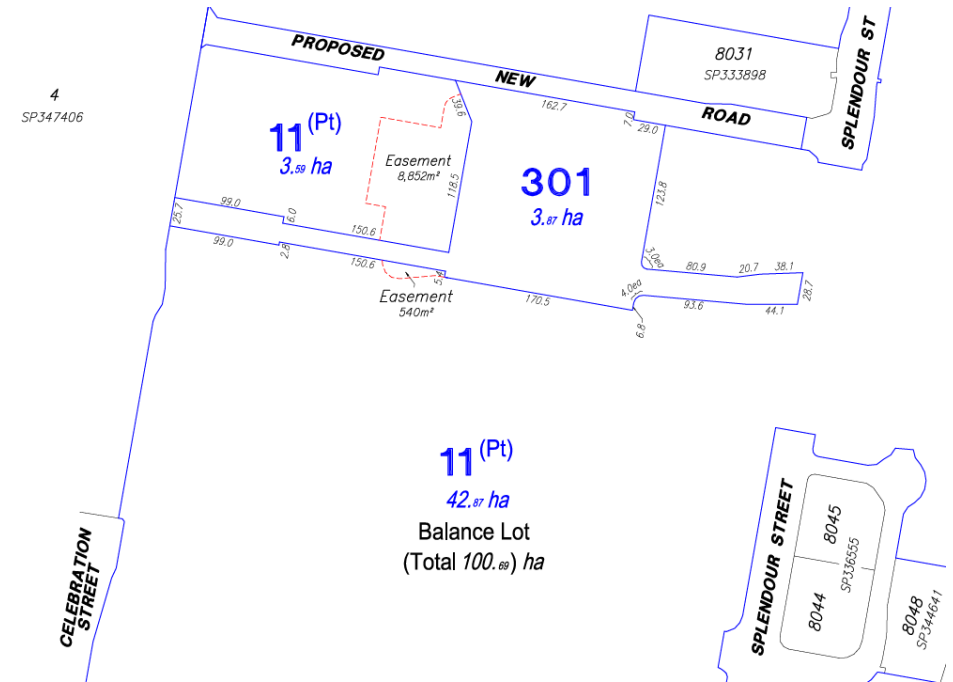 PROPOSED NEW ROAD
8031
SP333898
SPLENDOUR ST
4
SP347406
11 (Pt)
3.59 ha
Easement
8,852m²
39.6
162.7
7.0
29.0
301
3.87 ha
118.5
123.8
25.7
99.0
6.0
150.6
99.0
2.8
150.6
5.4
Easement
540m²
170.5
3.0ea
80.9
20.7
38.1
28.7
4.0ea
93.6
44.1
6.8
11 (Pt)
42.87 ha
Balance Lot
(Total 100.69) ha
CELEBRATION
STREET
SPLENDOUR STREET
8045
SP336555
8044
8048
SP344641